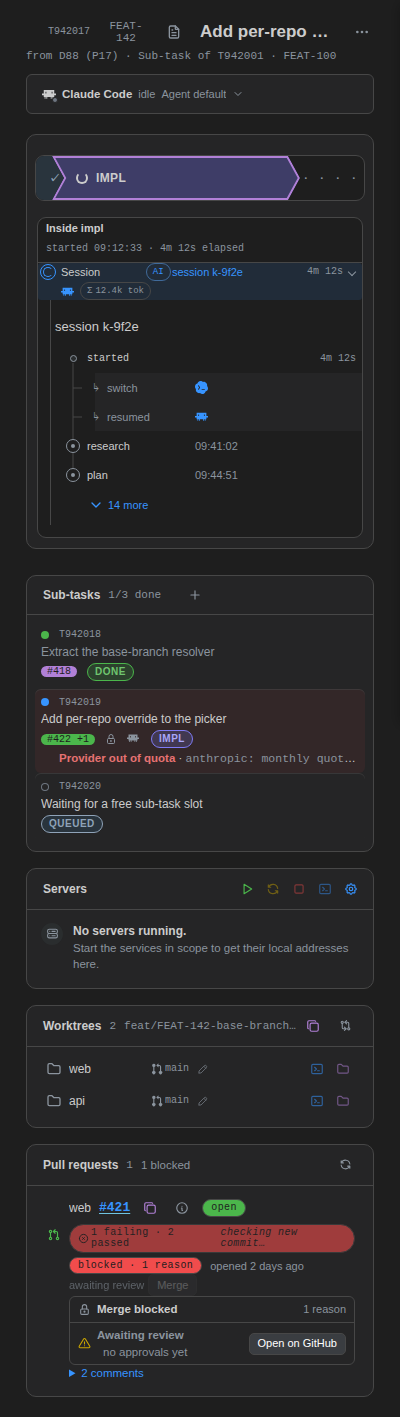 T942017 FEAT-142 Add per-repo …
from D88 (P17) · Sub-task of T942001 · FEAT-100
Claude Code idle Agent default
IMPL
Inside impl
started 09:12:33 · 4m 12s elapsed
Session AI session k-9f2e 4m 12s
Σ 12.4k tok
session k-9f2e
started 4m 12s
↳ switch
↳ resumed
research 09:41:02
plan 09:44:51
14 more
Sub-tasks 1/3 done
T942018
Extract the base-branch resolver
#418 DONE
T942019
Add per-repo override to the picker
#422 +1 IMPL
Provider out of quota · anthropic: monthly quot…
T942020
Waiting for a free sub-task slot
QUEUED
Servers
No servers running.
Start the services in scope to get their local addresses
here.
Worktrees 2 feat/FEAT-142-base-branch…
web main
api main
Pull requests 1 1 blocked
web #421 open
1 failing · 2 passed checking new commit…
blocked · 1 reason opened 2 days ago
awaiting review Merge
Merge blocked 1 reason
Awaiting review
no approvals yet Open on GitHub
2 comments